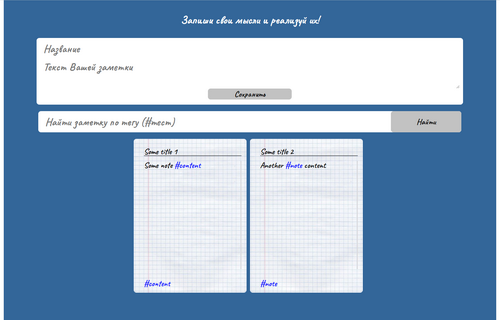 Запиши свои мысли и реализуй их!
Название
Текст Вашей заметки
Сохранить
Найти заметку по тегу (#тест)
Найти
Some title 1
Some note #content
#content
Some title 2
Another #note content
#note